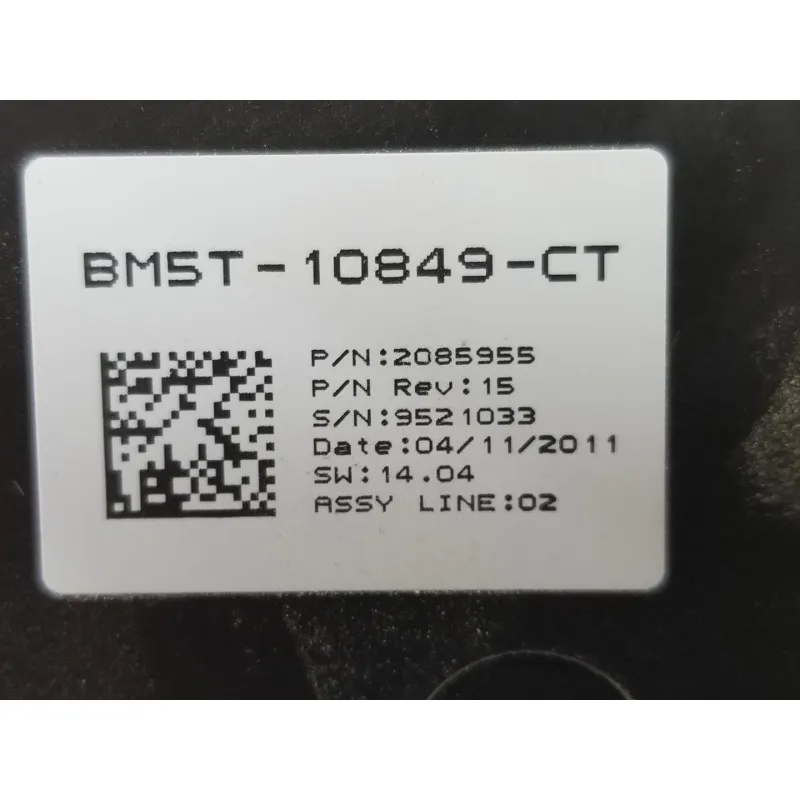 BM5T-10849-CT
P/N:2085955
P/N Rev:15
S/N:9521033
Date:04/11/2011
SW:14.04
ASSY LINE:02